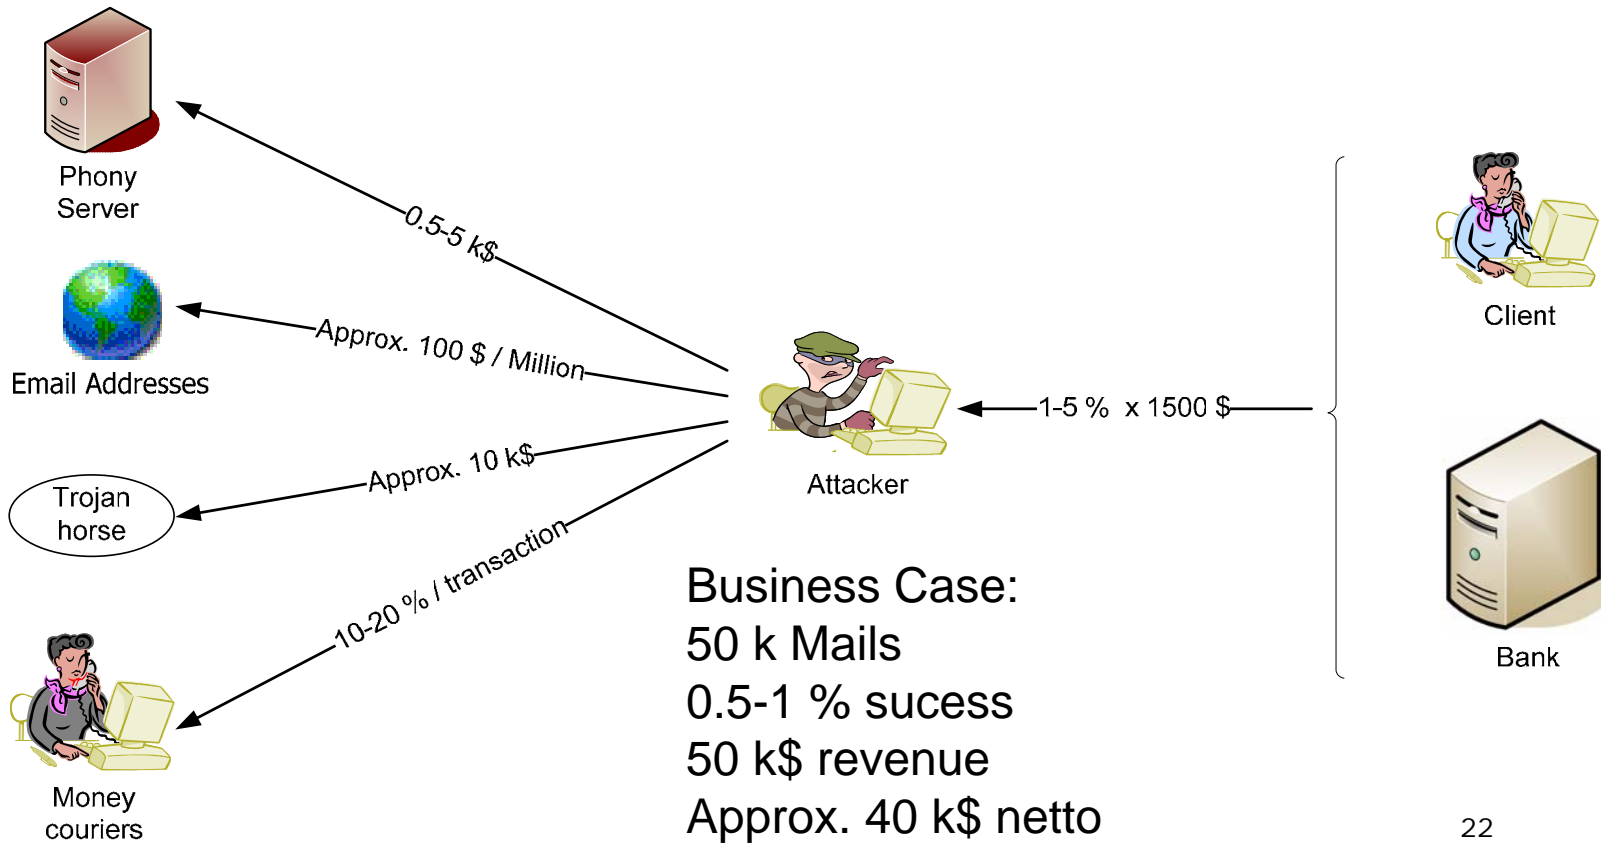 Phony
Server
0.5-5 k$
Approx. 100 $ / Million
Email Addresses
Approx. 10 k$
Trojan
horse
10-20 % / transaction
Money
couriers
Attacker
1-5 % x 1500 $
Client
Bank
Business Case:
50 k Mails
0.5-1 % sucess
50 k$ revenue
Approx. 40 k$ netto
22